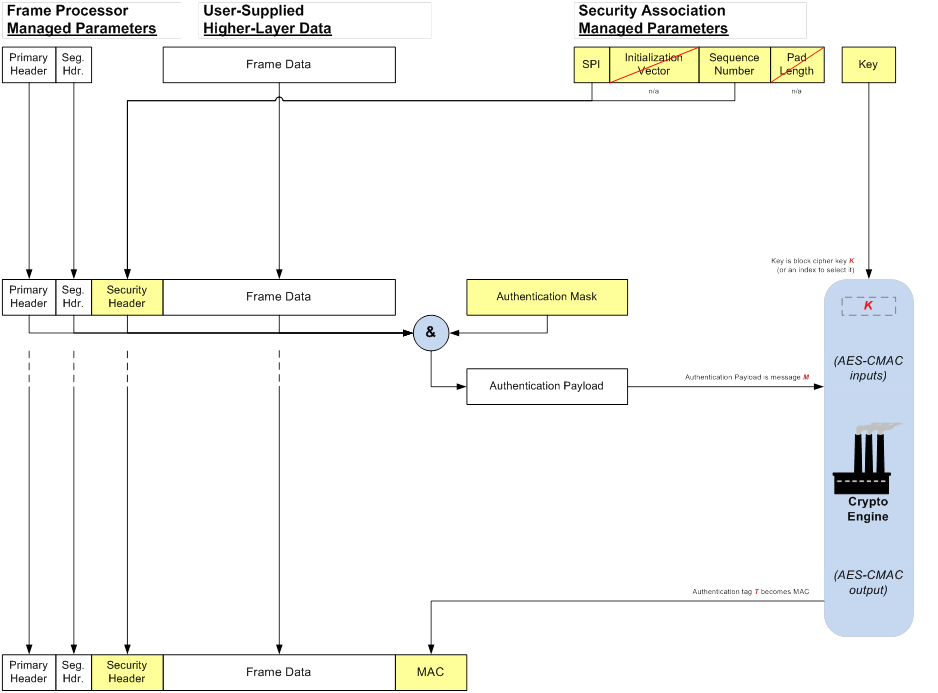 Frame Processor
Managed Parameters
User-Supplied
Higher-Layer Data
Security Association
Managed Parameters
Primary
Header
Seg.
Hdr.
Frame Data
SPI
Initialization
Vector
Sequence
Number
Pad
Length
Key
n/a
n/a
Key is block cipher key K
(or an index to select it)
Primary
Header
Seg.
Hdr.
Security
Header
Frame Data
Authentication Mask
K
&
(AES-CMAC
inputs)
Authentication Payload
Authentication Payload is message M
Crypto
Engine
(AES-CMAC
output)
Authentication tag T becomes MAC
Primary
Header
Seg.
Hdr.
Security
Header
Frame Data
MAC